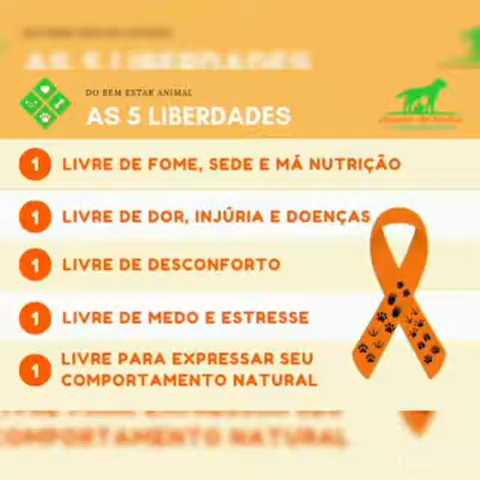 DO BEM ESTAR ANIMAL
AS 5 LIBERDADES
1 LIVRE DE FOME, SEDE E MÁ NUTRIÇÃO
1 LIVRE DE DOR, INJÚRIA E DOENÇAS
1 LIVRE DE DESCONFORTO
1 LIVRE DE MEDO E ESTRESSE
1 LIVRE PARA EXPRESSAR SEU
COMPORTAMENTO NATURAL